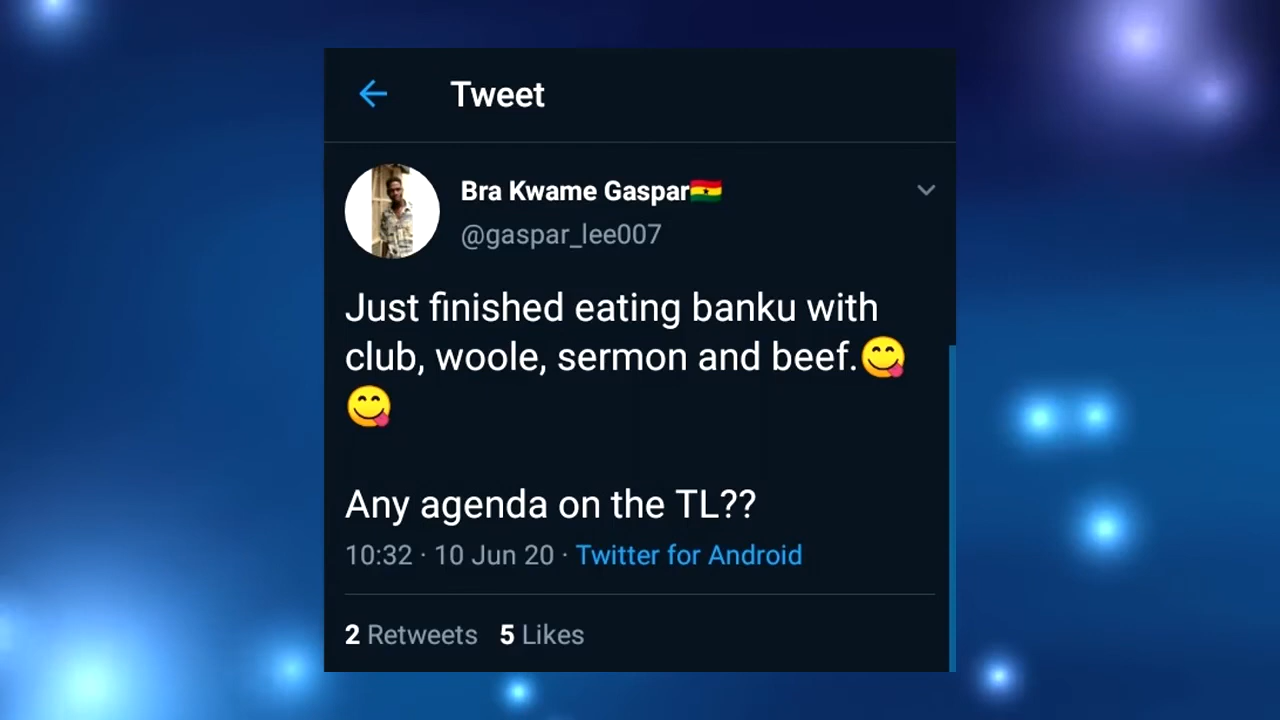 Tweet
Bra Kwame Gaspar🇬🇭
@gaspar_lee007
Just finished eating banku with
club, woole, sermon and beef.😋
😋
Any agenda on the TL??
10:32 · 10 Jun 20 · Twitter for Android
2 Retweets 5 Likes